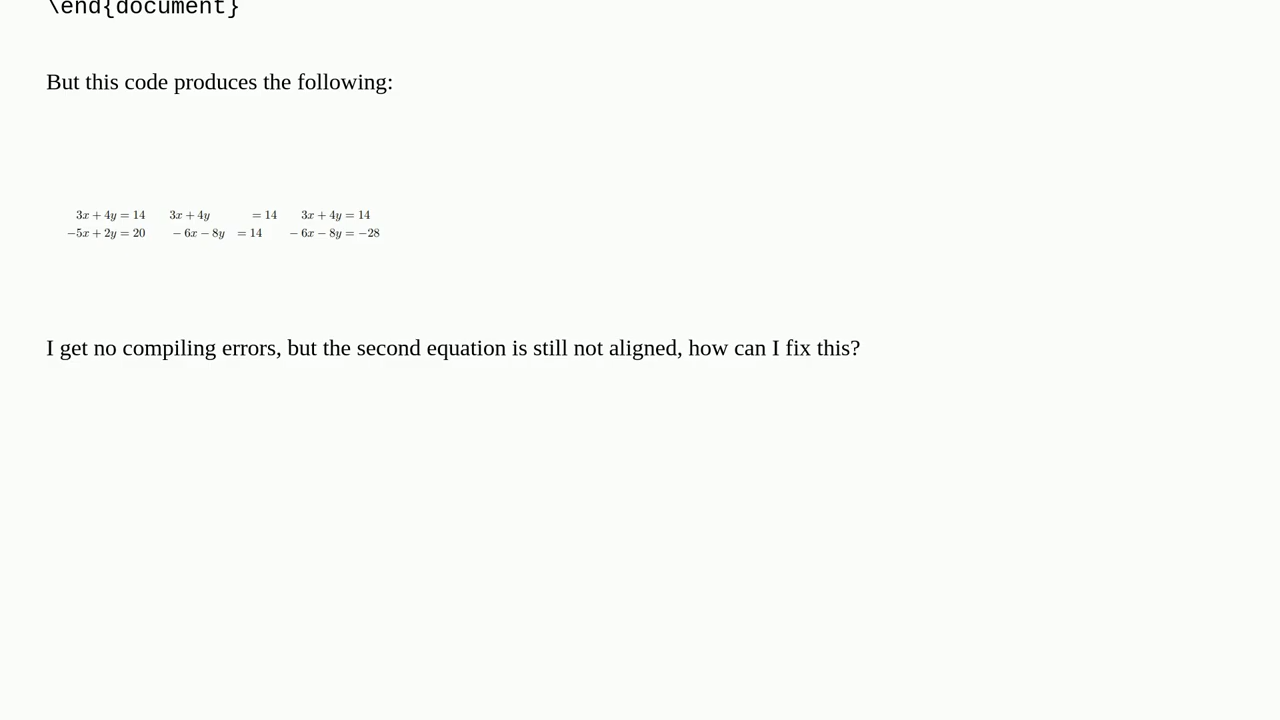 \end{document}
But this code produces the following:
3x + 4y = 14 3x + 4y = 14 3x + 4y = 14
−5x + 2y = 20 − 6x − 8y = 14 − 6x − 8y = −28
I get no compiling errors, but the second equation is still not aligned, how can I fix this?